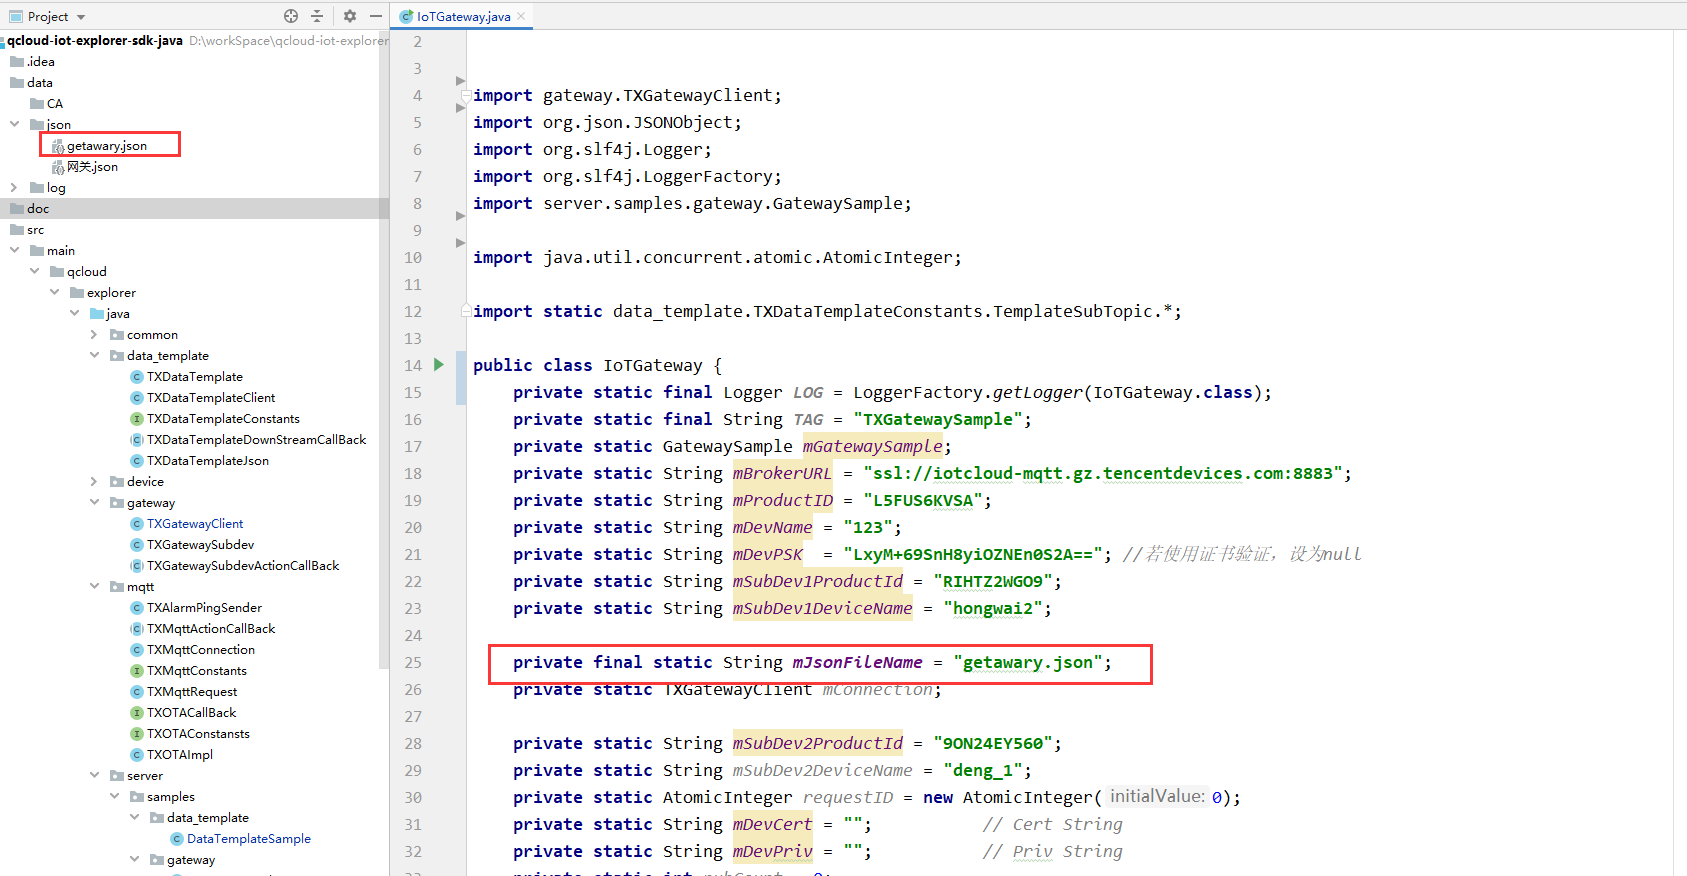 Project
qcloud-iot-explorer-sdk-java D:\workSpace\qcloud-iot-explorer
.idea
data
CA
json
getawary.json
网关.json
log
doc
src
main
qcloud
explorer
java
common
data_template
TXDataTemplate
TXDataTemplateClient
TXDataTemplateConstants
TXDataTemplateDownStreamCallBack
TXDataTemplateJson
device
gateway
TXGatewayClient
TXGatewaySubdev
TXGatewaySubdevActionCallBack
mqtt
TXAlarmPingSender
TXMqttActionCallBack
TXMqttConnection
TXMqttConstants
TXMqttRequest
TXOTACallBack
TXOTAConstansts
TXOTAImpl
server
samples
data_template
DataTemplateSample
gateway
IoTGateway.java
2
3
4 import gateway.TXGatewayClient;
5 import org.json.JSONObject;
6 import org.slf4j.Logger;
7 import org.slf4j.LoggerFactory;
8 import server.samples.gateway.GatewaySample;
9
10 import java.util.concurrent.atomic.AtomicInteger;
11
12 import static data_template.TXDataTemplateConstants.TemplateSubTopic.*;
13
14 public class IoTGateway {
15 private static final Logger LOG = LoggerFactory.getLogger(IoTGateway.class);
16 private static final String TAG = "TXGatewaySample";
17 private static GatewaySample mGatewaySample;
18 private static String mBrokerURL = "ssl://iotcloud-mqtt.gz.tencentdevices.com:8883";
19 private static String mProductID = "L5FUS6KVSA";
20 private static String mDevName = "123";
21 private static String mDevPSK = "LxyM+69SnH8yiOZNEn0S2A=="; //若使用证书验证，设为null
22 private static String mSubDev1ProductId = "RIHTZ2WGO9";
23 private static String mSubDev1DeviceName = "hongwai2";
24
25 private final static String mJsonFileName = "getawary.json";
26 private static TXGatewayClient mConnection;
27
28 private static String mSubDev2ProductId = "9ON24EY560";
29 private static String mSubDev2DeviceName = "deng_1";
30 private static AtomicInteger requestID = new AtomicInteger( initialValue: 0);
31 private static String mDevCert = ""; // Cert String
32 private static String mDevPriv = ""; // Priv String